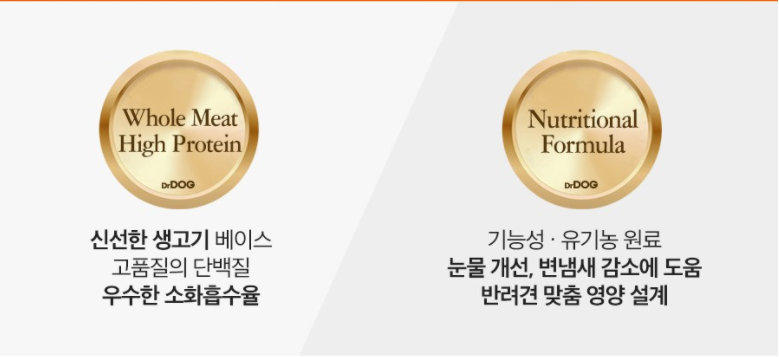 Whole Meat
High Protein
DrDOG
신선한 생고기 베이스
고품질의 단백질
우수한 소화흡수율
Nutritional
Formula
DrDOG
기능성 · 유기농 원료
눈물 개선, 변냄새 감소에 도움
반려견 맞춤 영양 설계